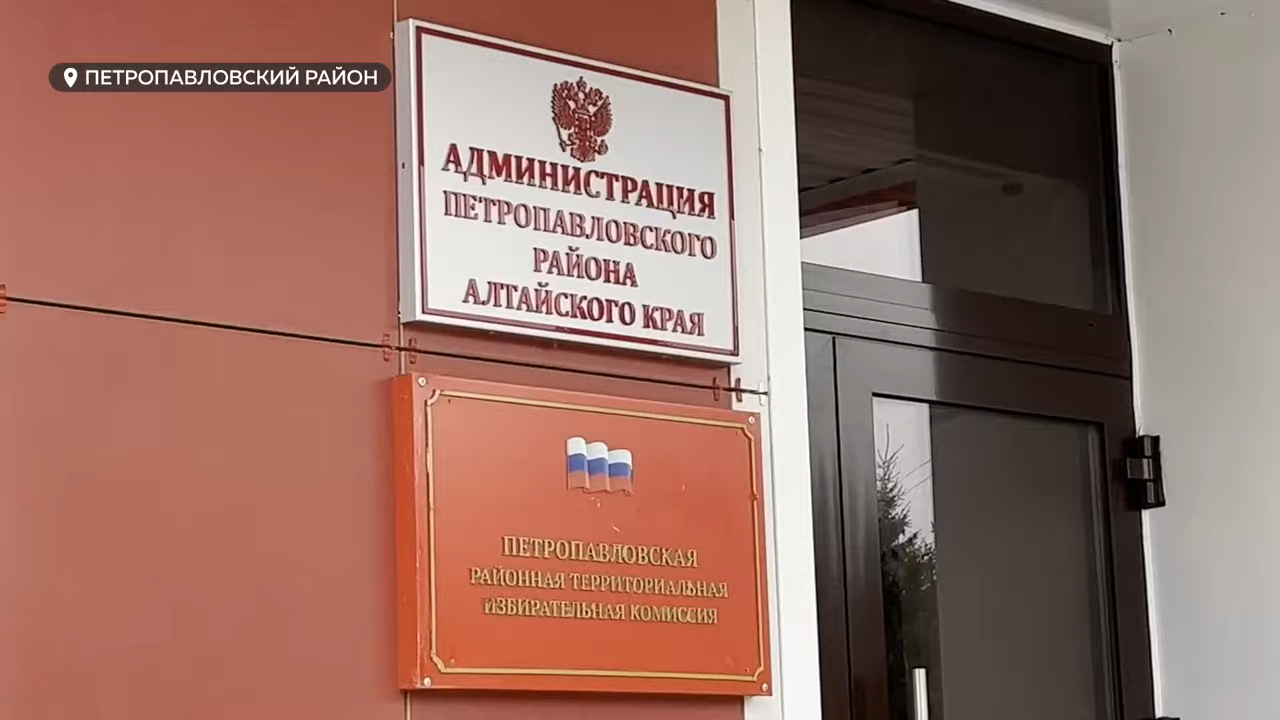 ПЕТРОПАВЛОВСКИЙ РАЙОН
АДМИНИСТРАЦИЯ
ПЕТРОПАВЛОВСКОГО
РАЙОНА
АЛТАЙСКОГО КРАЯ
ПЕТРОПАВЛОВСКАЯ
РАЙОННАЯ ТЕРРИТОРИАЛЬНАЯ
ИЗБИРАТЕЛЬНАЯ КОМИССИЯ